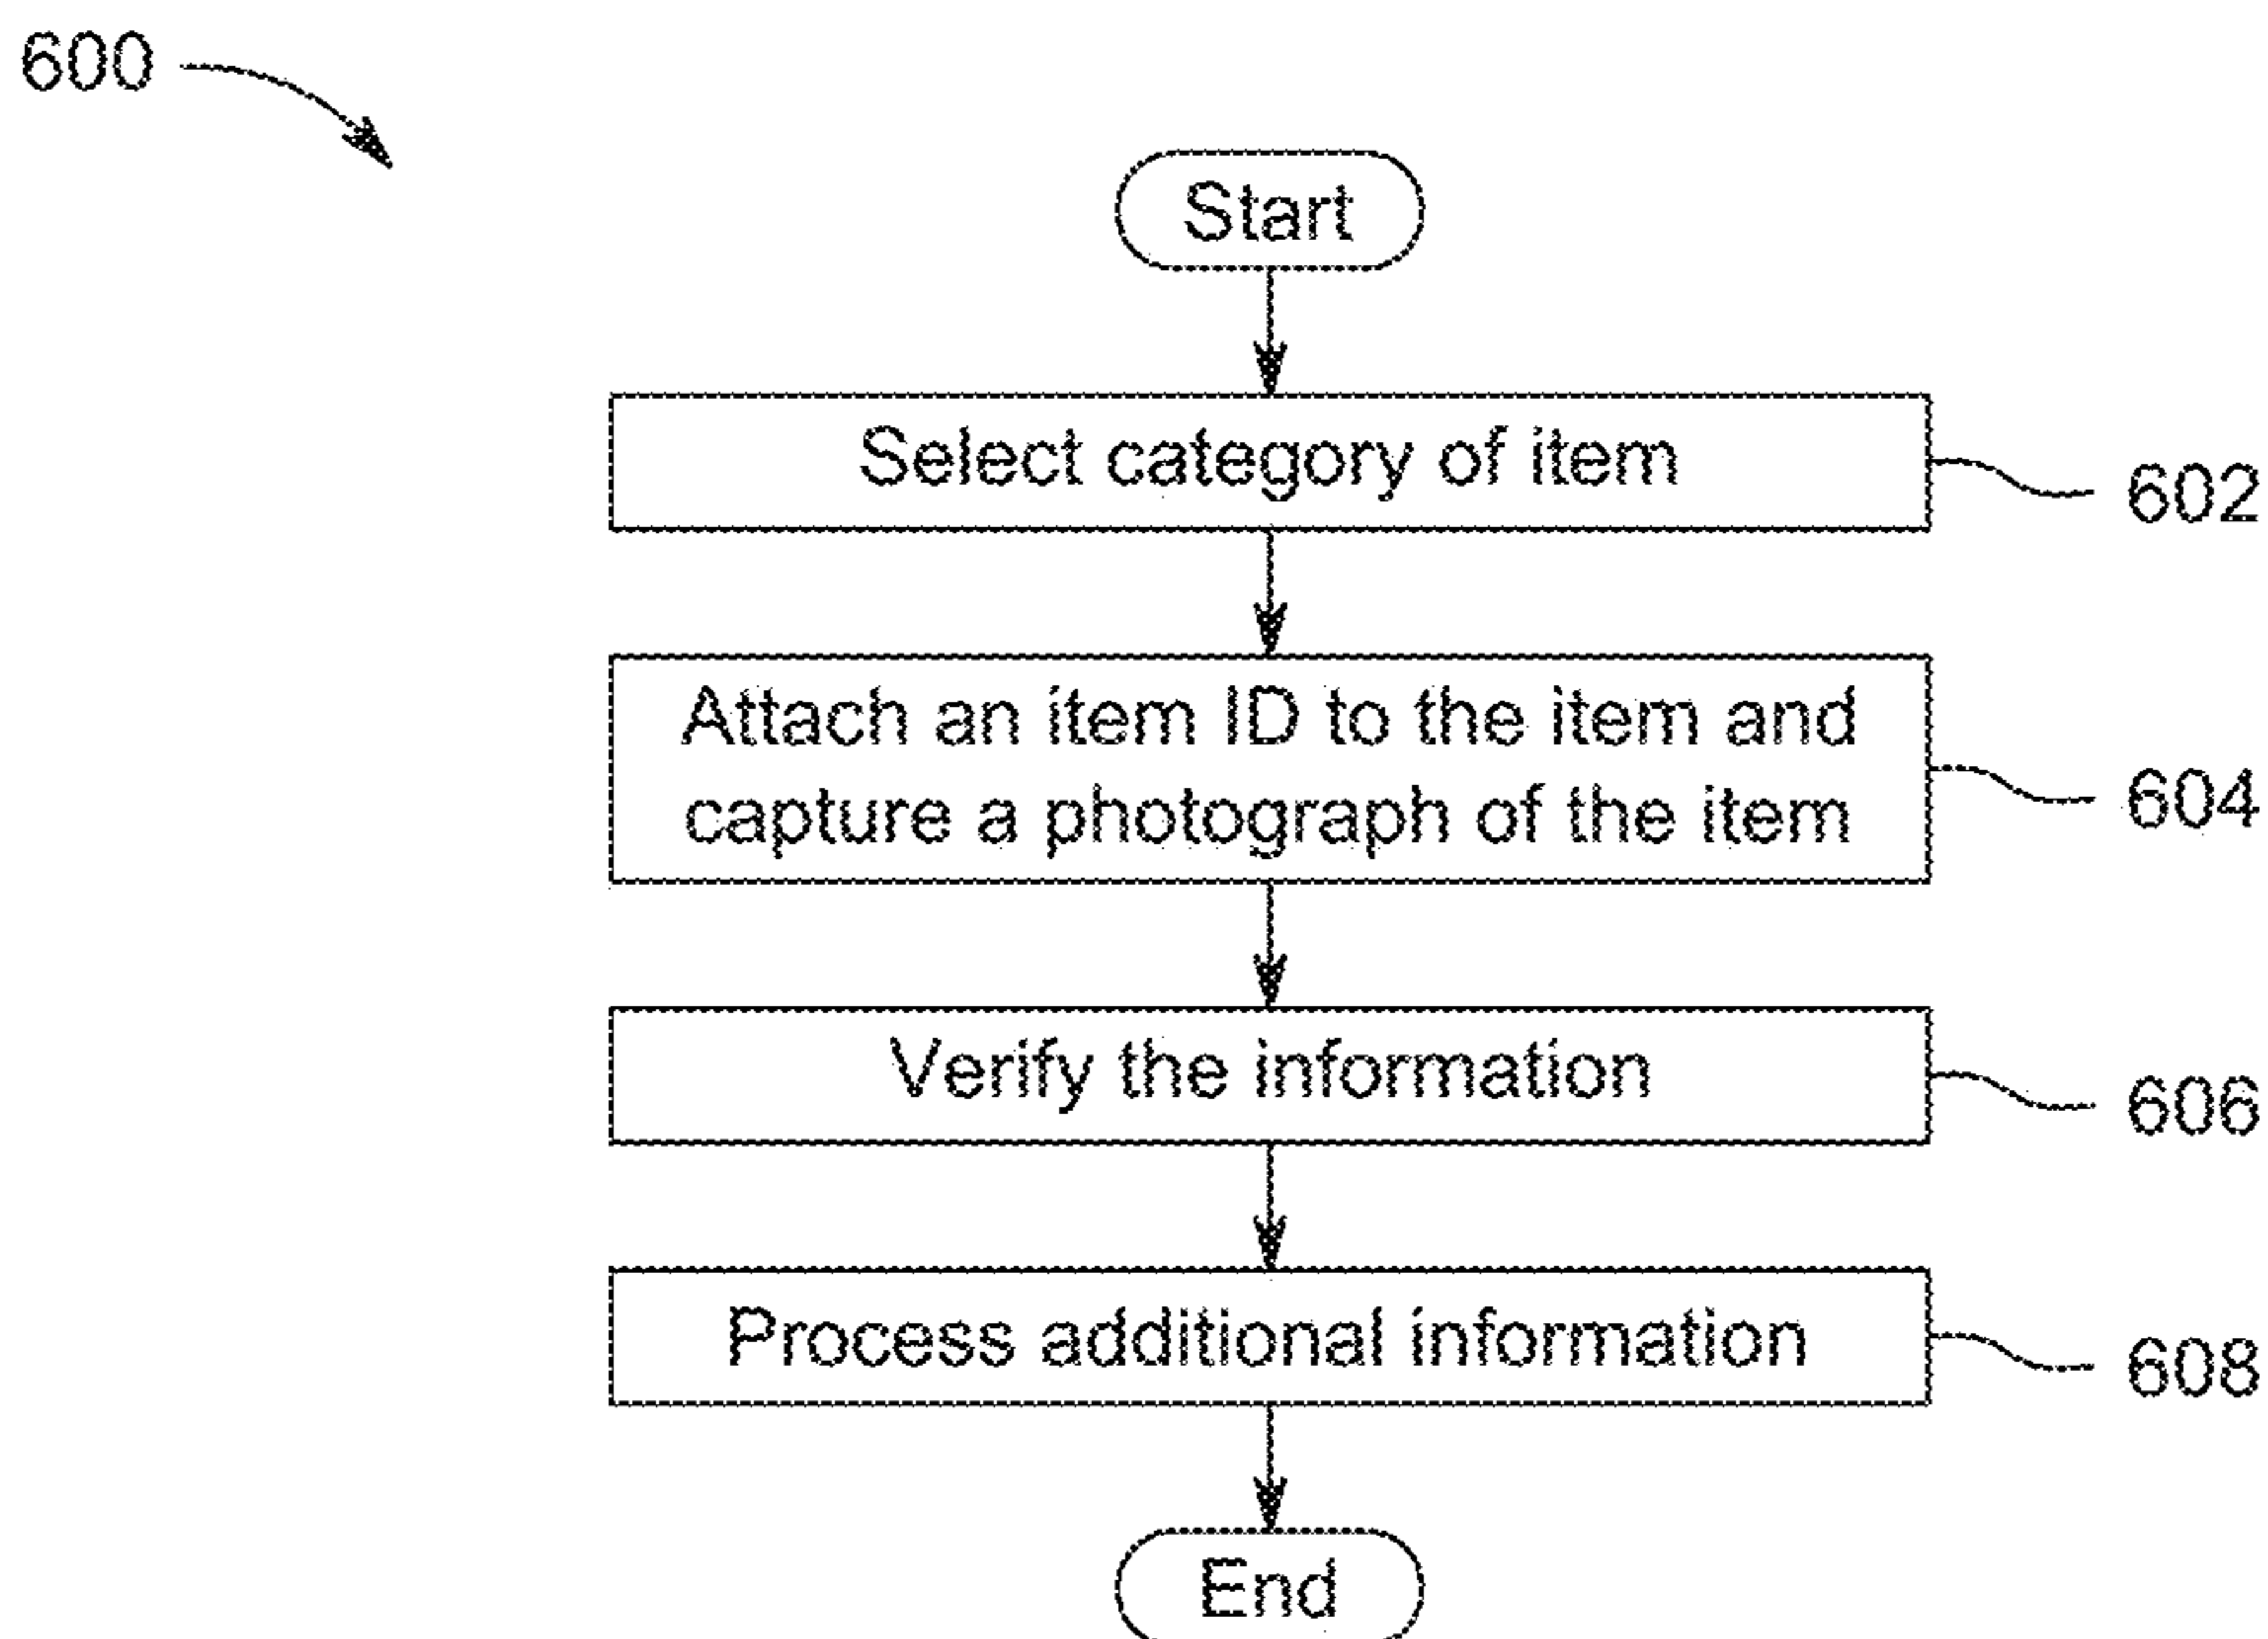 600
Start
Select category of item
602
Attach an item ID to the item and
capture a photograph of the item
604
Verify the information
606
Process additional information
608
End